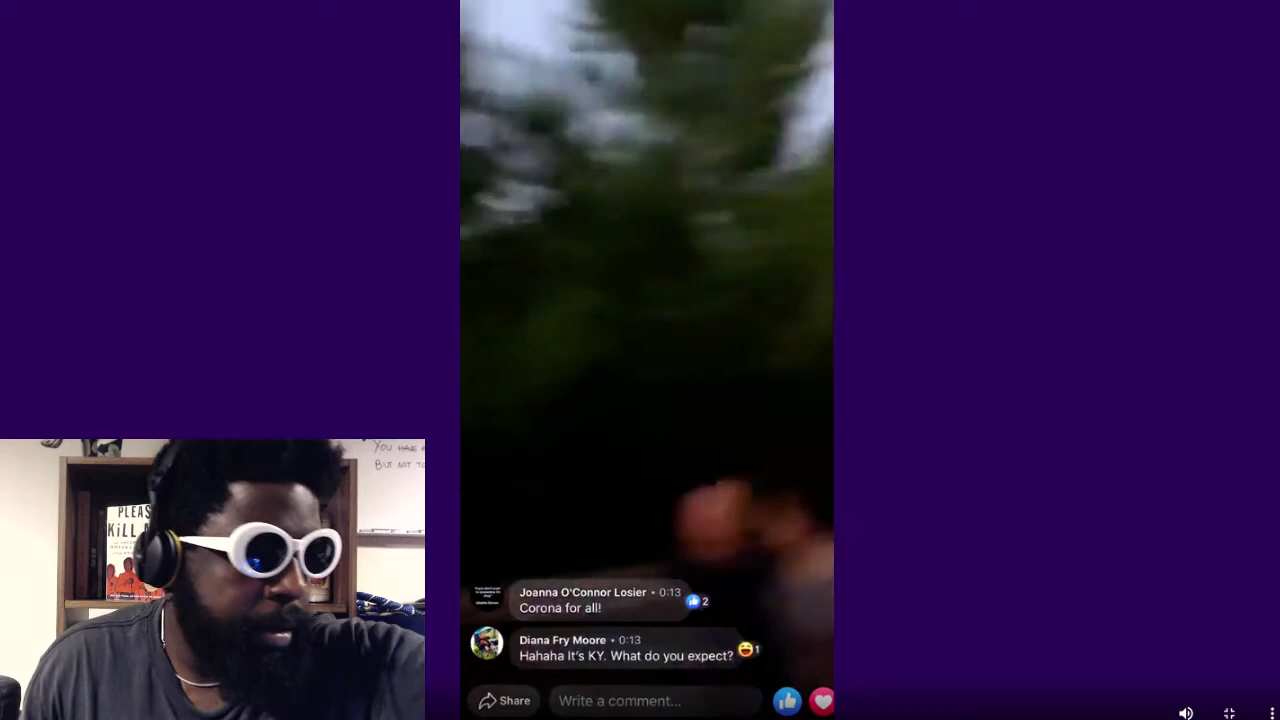 YOU HAVE
BUT NOT TO
PLEAS
KILL
Joanna O'Connor Losier • 0:13
Corona for all!
2
Diana Fry Moore • 0:13
Hahaha It's KY. What do you expect?
1
Share
Write a comment...